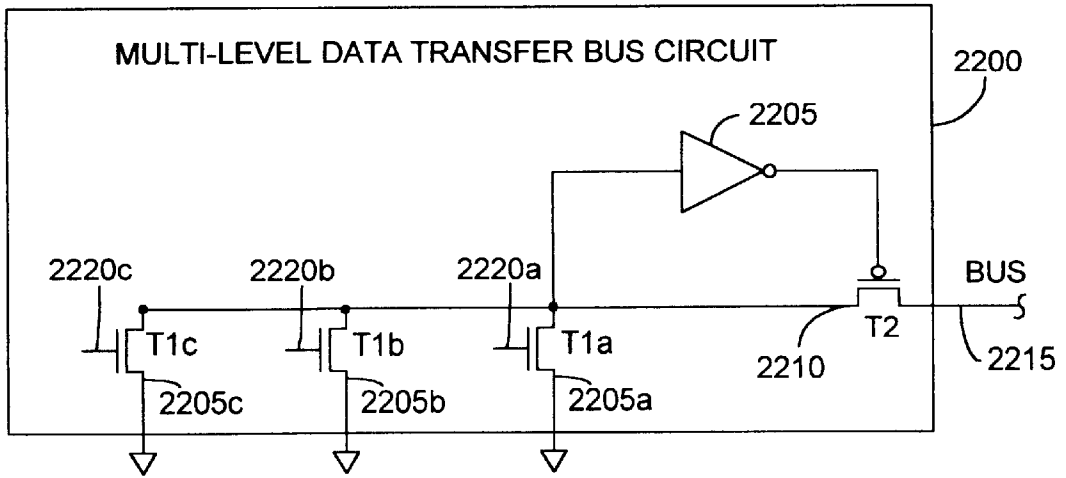 MULTI-LEVEL DATA TRANSFER BUS CIRCUIT
2200
2205
2220c
2220b
2220a
BUS
T1c
T1b
T1a
T2
2210
2215
2205c
2205b
2205a